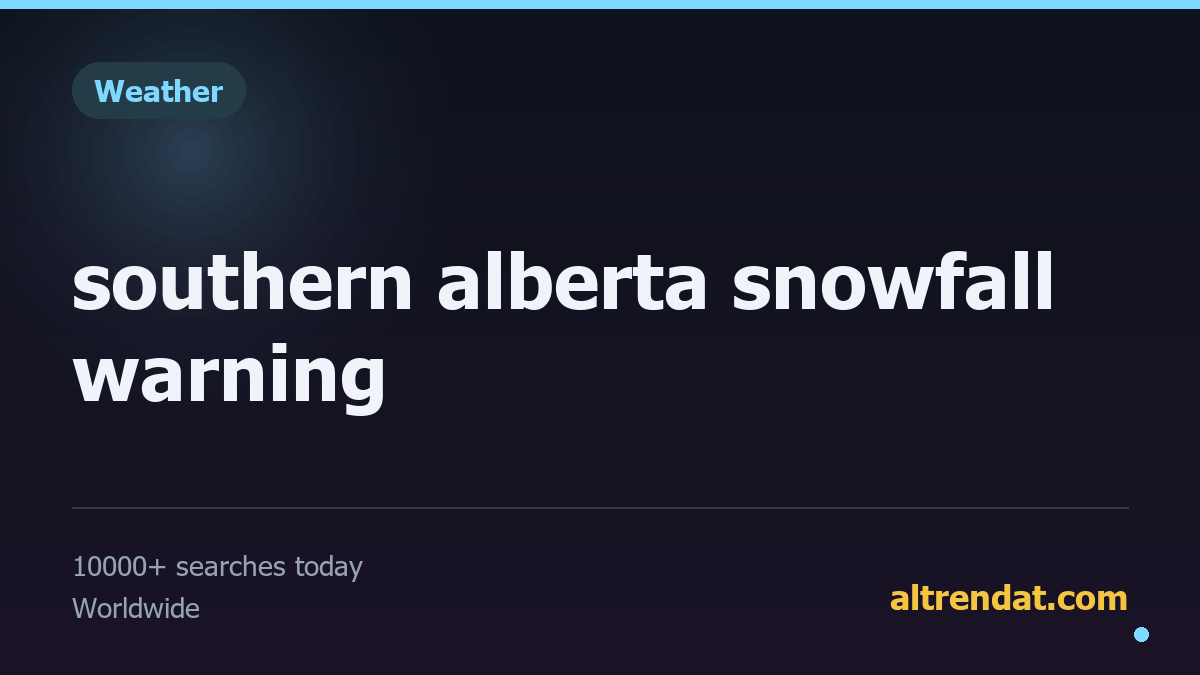 Weather
southern alberta snowfall
warning
10000+ searches today
Worldwide
altrendat.com